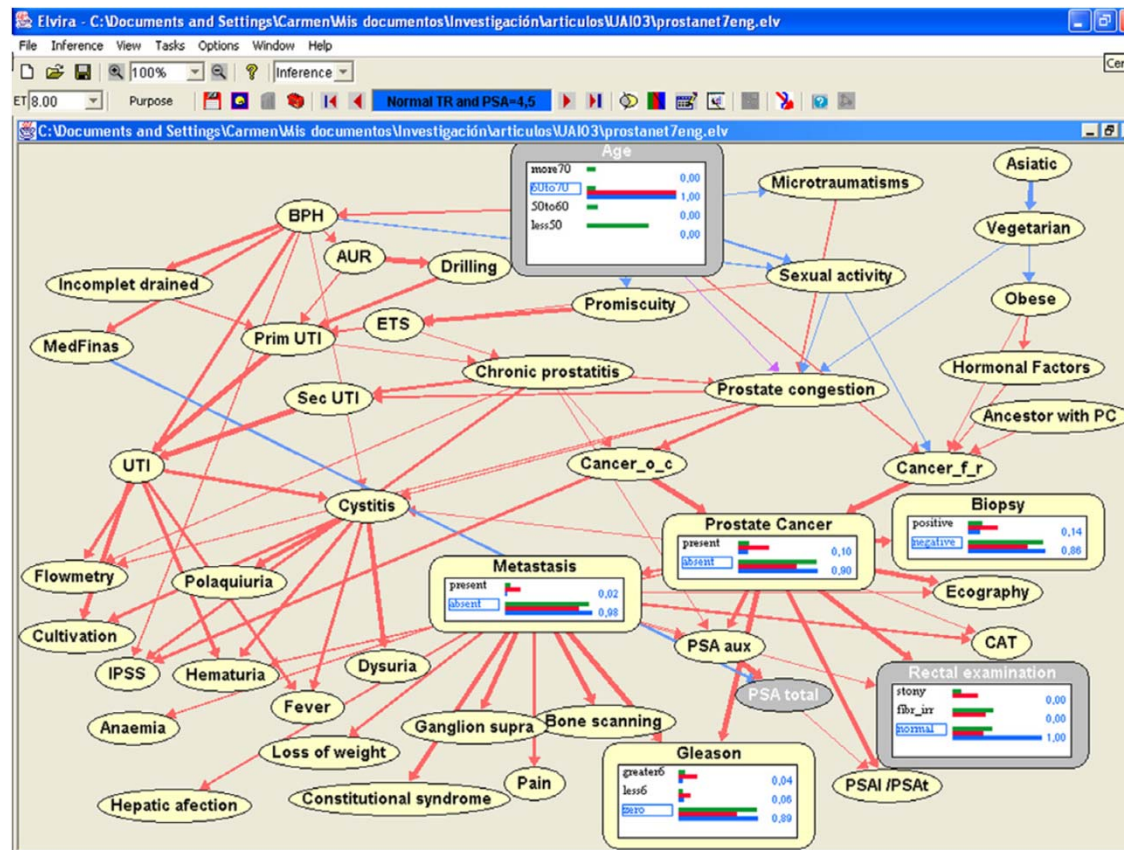 Elvira - C:\Documents and Settings\Carmen\Mis documentos\Investigación\articulos\UAI03\prostanet7eng.elv
File Inference View Tasks Options Window Help
Cer
100% Inference
ET 8.00 Purpose Normal TR and PSA=4,5
C:\Documents and Settings\Carmen\Mis documentos\Investigación\articulos\UAI03\prostanet7eng.elv
Age
more70
0,00
60to70
1,00
50to60
0,00
less50
0,00
Microtraumatisms
Asiatic
BPH
Vegetarian
AUR
Drilling
Sexual activity
Incomplet drained
Promiscuity
Obese
ETS
MedFinas
Prim UTI
Chronic prostatitis
Hormonal Factors
Prostate congestion
Sec UTI
Ancestor with PC
UTI
Cancer_o_c
Cancer_f_r
Cystitis
Biopsy
positive
0,14
negative
0,86
Prostate Cancer
present
0,10
absent
0,90
Metastasis
present
0,02
absent
0,98
Flowmetry
Polaquiuria
Ecography
Cultivation
IPSS
Hematuria
Dysuria
PSA aux
CAT
PSA total
Rectal examination
stony
0,00
fibr_irr
0,00
normal
1,00
Anaemia
Fever
Ganglion supra
Bone scanning
Loss of weight
Gleason
greater6
0,04
less6
0,06
zero
0,89
Hepatic afection
Constitutional syndrome
Pain
PSAl /PSAt